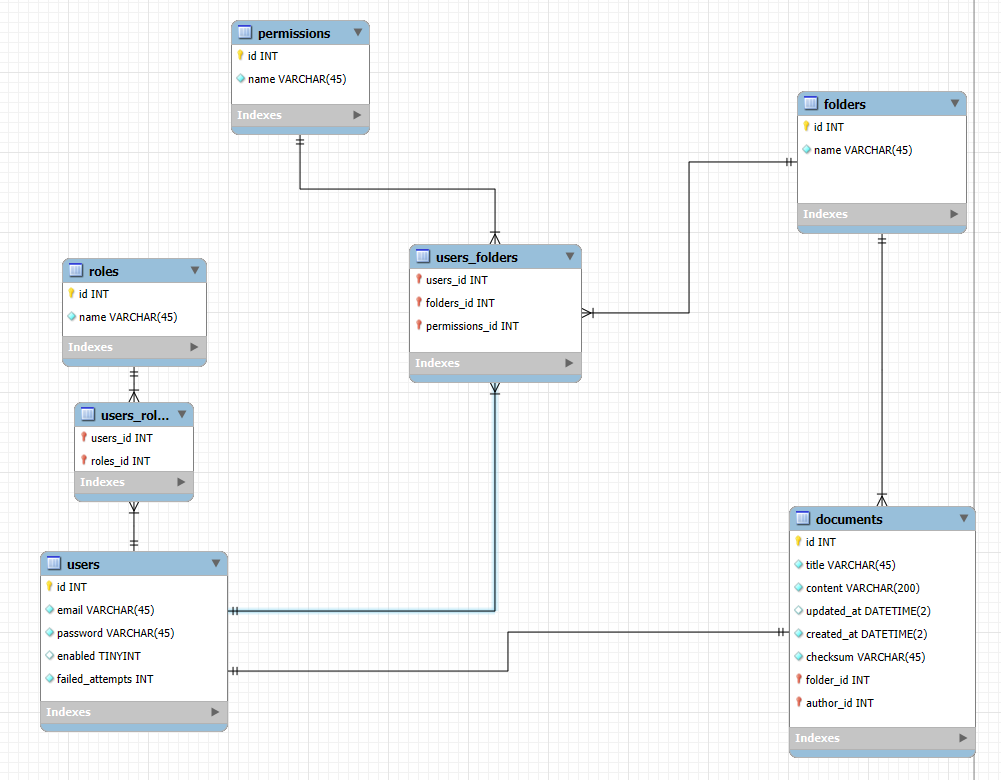 permissions
id INT
name VARCHAR(45)
Indexes
folders
id INT
name VARCHAR(45)
Indexes
users_folders
users_id INT
folders_id INT
permissions_id INT
Indexes
roles
id INT
name VARCHAR(45)
Indexes
users_rol...
users_id INT
roles_id INT
Indexes
users
id INT
email VARCHAR(45)
password VARCHAR(45)
enabled TINYINT
failed_attempts INT
Indexes
documents
id INT
title VARCHAR(45)
content VARCHAR(200)
updated_at DATETIME(2)
created_at DATETIME(2)
checksum VARCHAR(45)
folder_id INT
author_id INT
Indexes